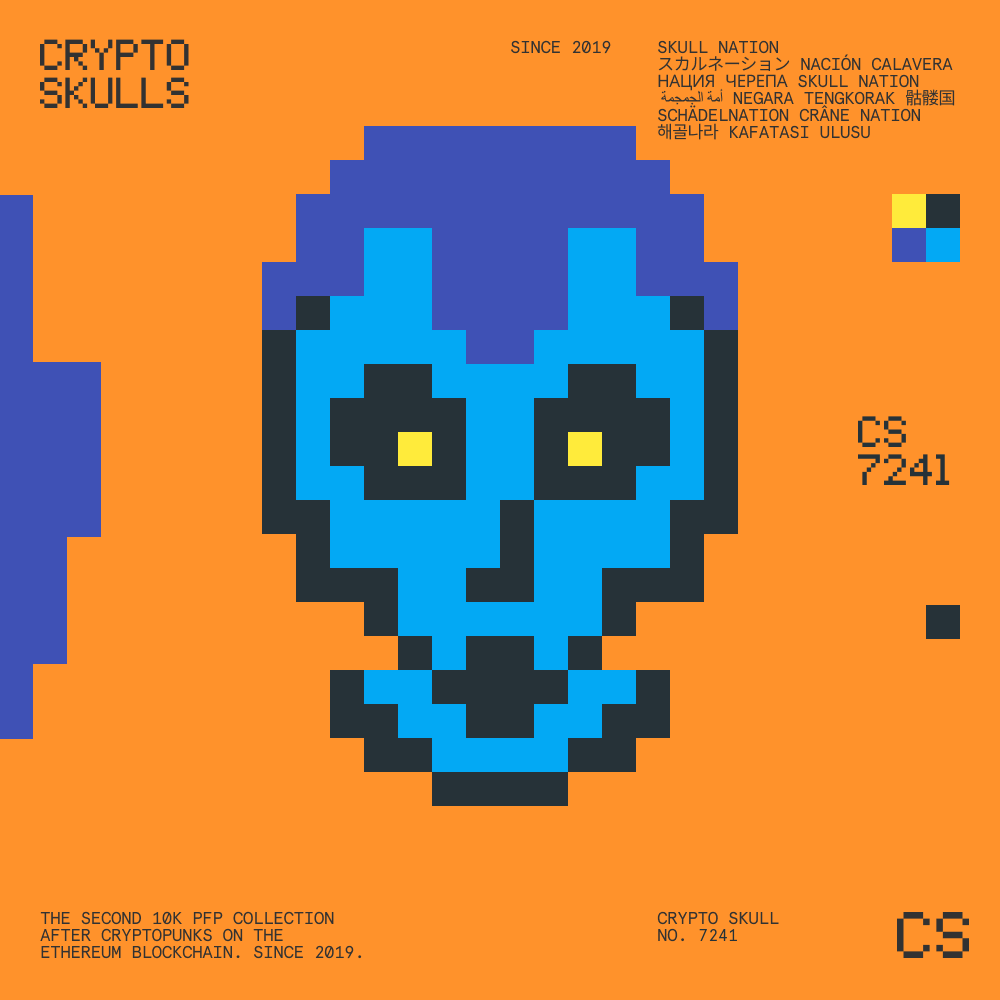 CRYPTO
SKULLS
SINCE 2019
SKULL NATION
スカルネーション NACIÓN CALAVERA
НАЦИЯ ЧЕРЕПА SKULL NATION
أمة الجمجمة NEGARA TENGKORAK 骷髅国
SCHÄDELNATION CRÂNE NATION
해골나라 KAFATASI ULUSU
CS
7241
THE SECOND 10K PFP COLLECTION
AFTER CRYPTOPUNKS ON THE
ETHEREUM BLOCKCHAIN. SINCE 2019.
CRYPTO SKULL
NO. 7241
CS